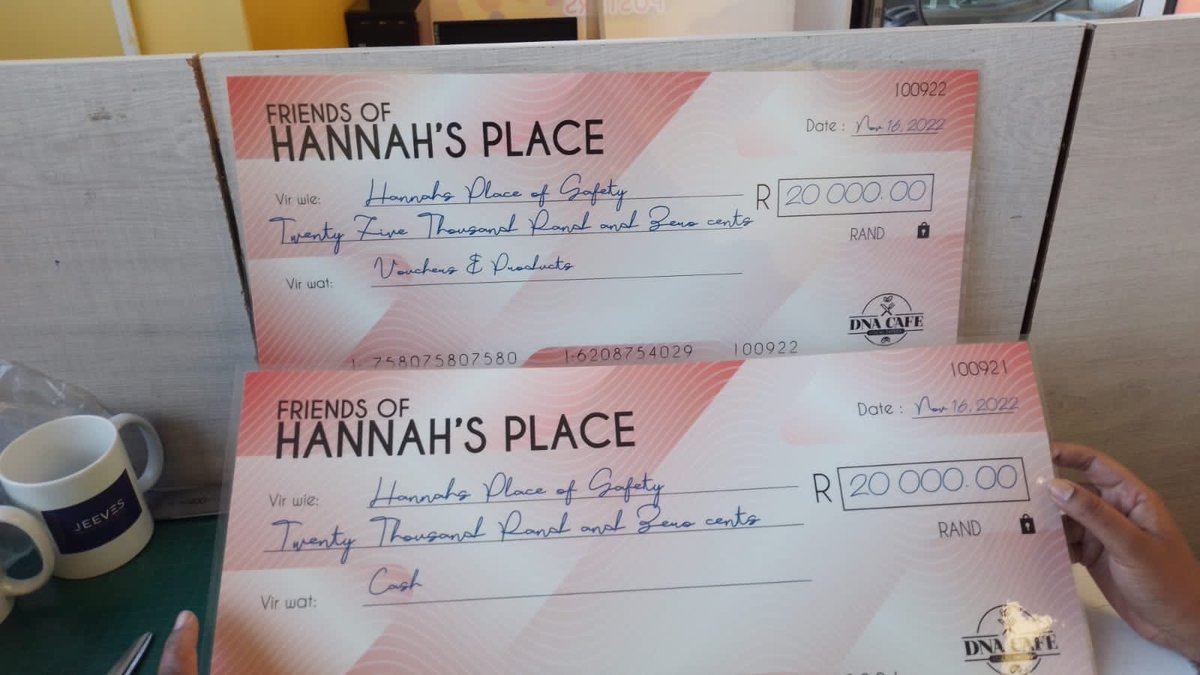 100922
FRIENDS OF
HANNAH'S PLACE
Date : Nov 16, 2022
Vir wie: Hannahs Place of Safety
R 20 000.00
Twenty Five Thousand Rand and Zero cents
RAND
Vir wat: Vouchers & Products
DNA CAFE
1-758075807580 1-6208754029 100922
100921
FRIENDS OF
HANNAH'S PLACE
Date : Nov 16, 2022
Vir wie: Hannahs Place of Safety
R 20 000.00
Twenty Thousand Rand and Zero cents
RAND
Vir wat: Cash
DNA CAFE
JEEVES